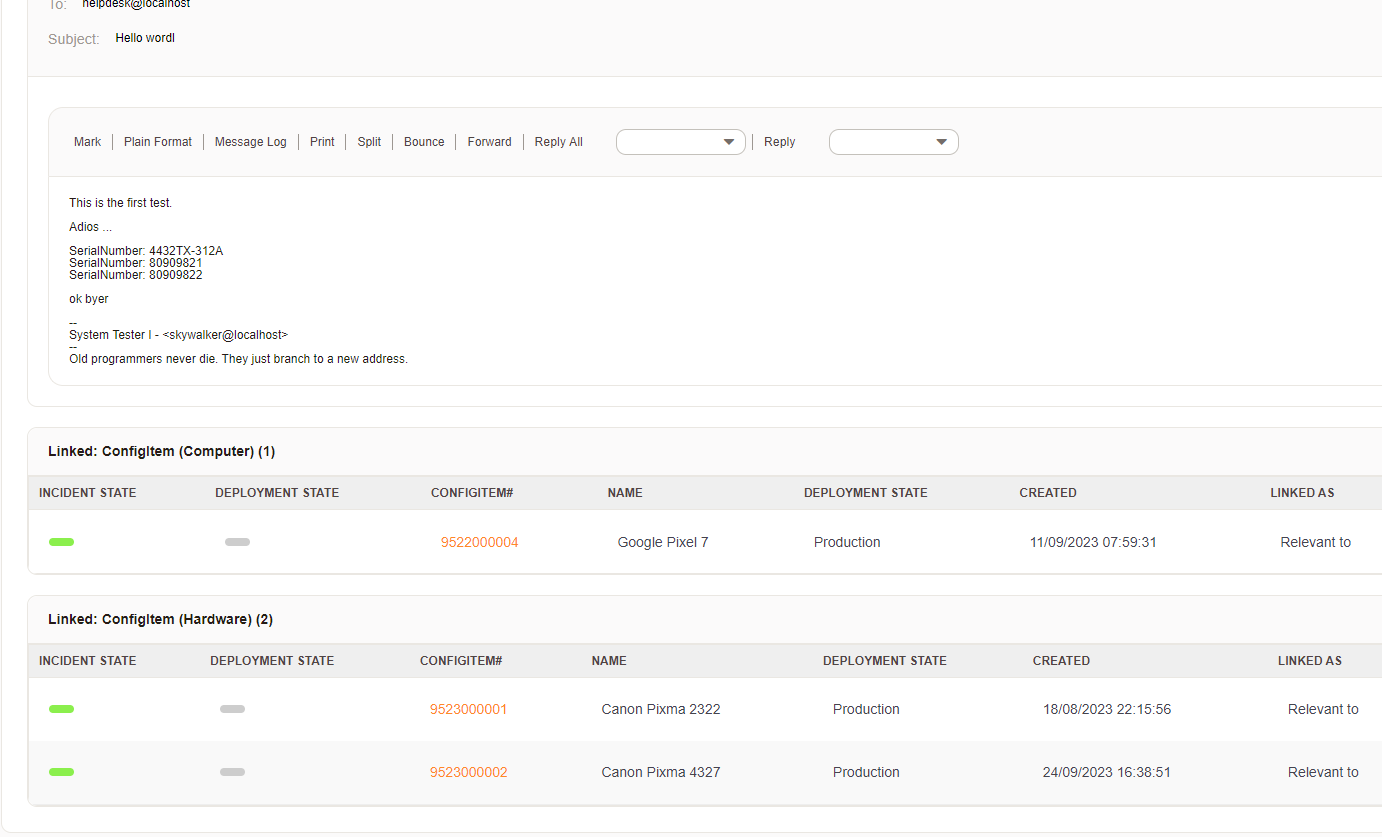 To: helpdesk@localhost
Subject: Hello wordl
Mark Plain Format Message Log Print Split Bounce Forward Reply All Reply
This is the first test.
Adios ...
SerialNumber: 4432TX-312A
SerialNumber: 80909821
SerialNumber: 80909822
ok byer
--
System Tester I - <skywalker@localhost>
--
Old programmers never die. They just branch to a new address.
Linked: ConfigItem (Computer) (1)
INCIDENT STATE DEPLOYMENT STATE CONFIGITEM# NAME DEPLOYMENT STATE CREATED LINKED AS
9522000004 Google Pixel 7 Production 11/09/2023 07:59:31 Relevant to
Linked: ConfigItem (Hardware) (2)
INCIDENT STATE DEPLOYMENT STATE CONFIGITEM# NAME DEPLOYMENT STATE CREATED LINKED AS
9523000001 Canon Pixma 2322 Production 18/08/2023 22:15:56 Relevant to
9523000002 Canon Pixma 4327 Production 24/09/2023 16:38:51 Relevant to